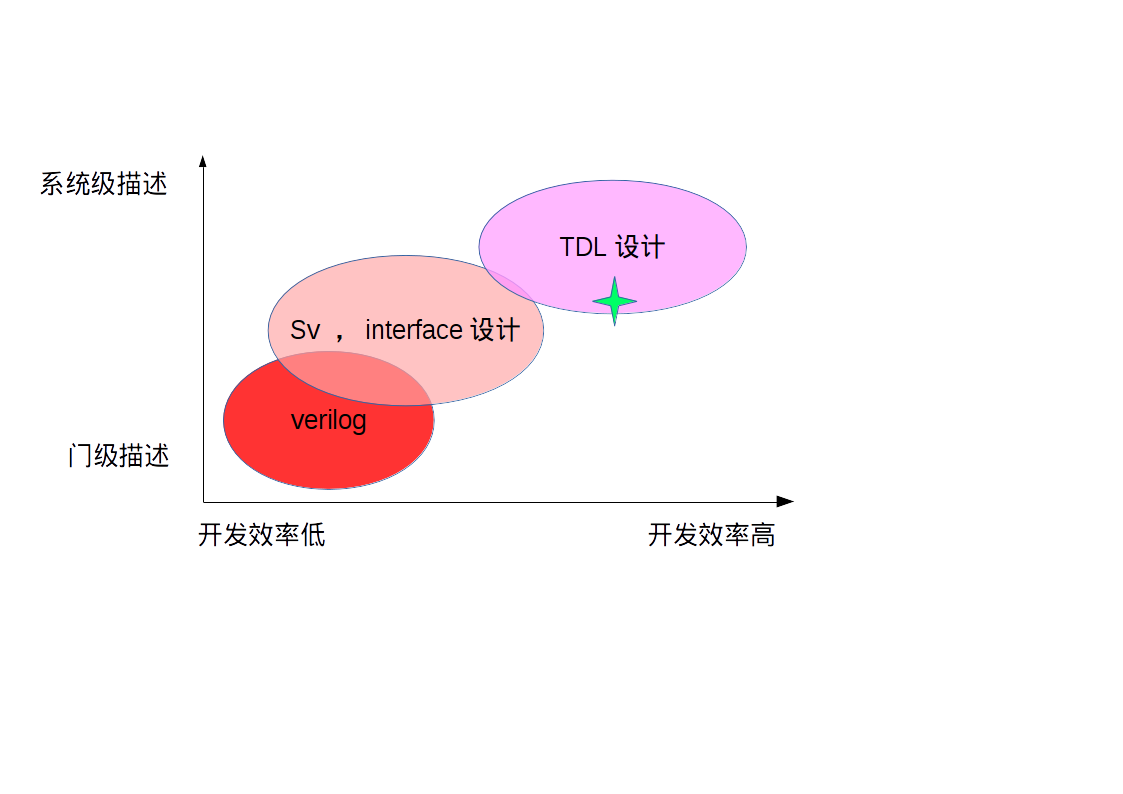 系统级描述
TDL 设计
Sv ， interface 设计
verilog
门级描述
开发效率低
开发效率高